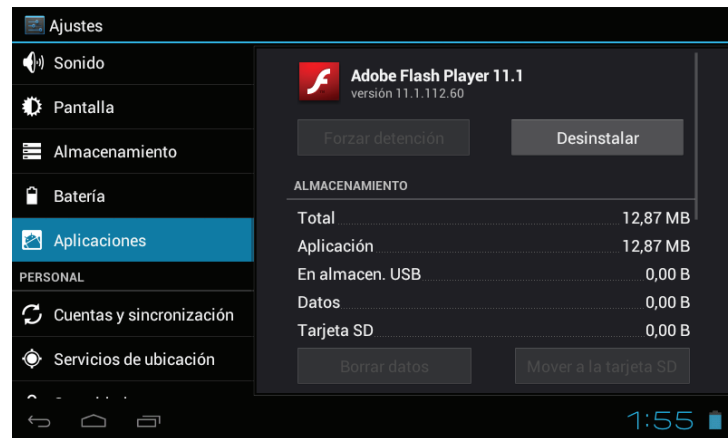 Ajustes
Sonido
Pantalla
Almacenamiento
Batería
Aplicaciones
PERSONAL
Cuentas y sincronización
Servicios de ubicación
Adobe Flash Player 11.1
versión 11.1.112.60
Forzar detención
Desinstalar
ALMACENAMIENTO
Total 12,87 MB
Aplicación 12,87 MB
En almacen. USB 0,00 B
Datos 0,00 B
Tarjeta SD 0,00 B
Borrar datos
Mover a la tarjeta SD
1:55